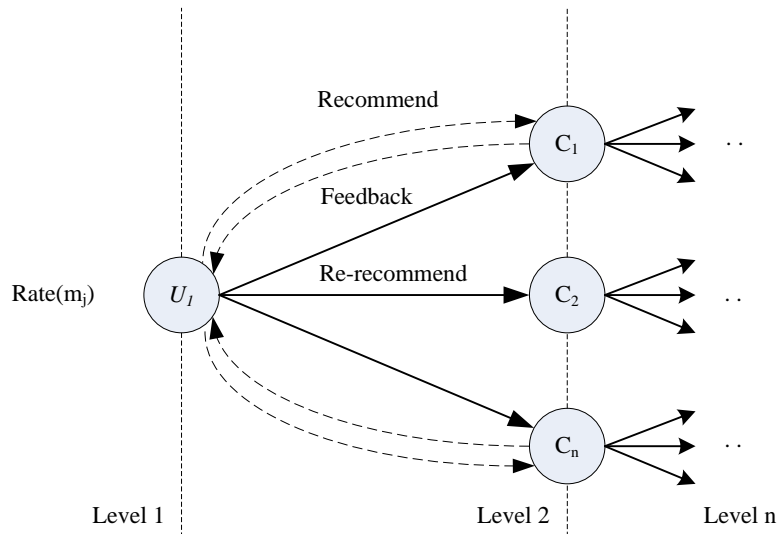 Recommend
C1
. .
Feedback
Re-recommend
Rate(mj)
U1
C2
. .
Cn
. .
Level 1
Level 2
Level n